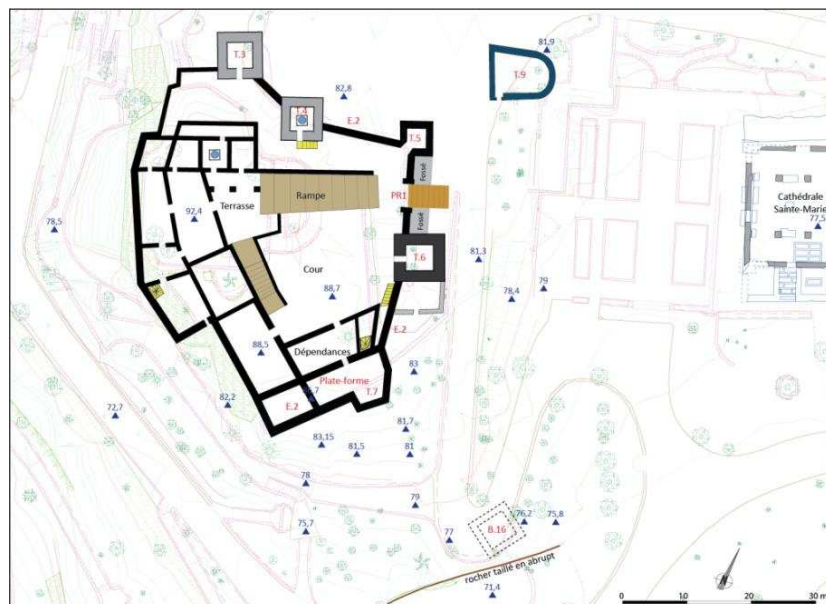 T.3
81,9
T.9
82,8
T.4
E.2
T.5
Fossé
Cathédrale
Sainte-Marie
77,5
PR1
Rampe
Terrasse
92,4
78,5
Fossé
T.6
81,3
79
78,4
Cour
88,7
E.2
88,5
Dépendances
83
Plate-forme
T.7
82,2
E.2
72,7
81,7
83,15
81,5
81
78
79
75,7
76,2
75,8
B.16
77
rocher taillé en abrupt
71,4
0 10 20 30 m